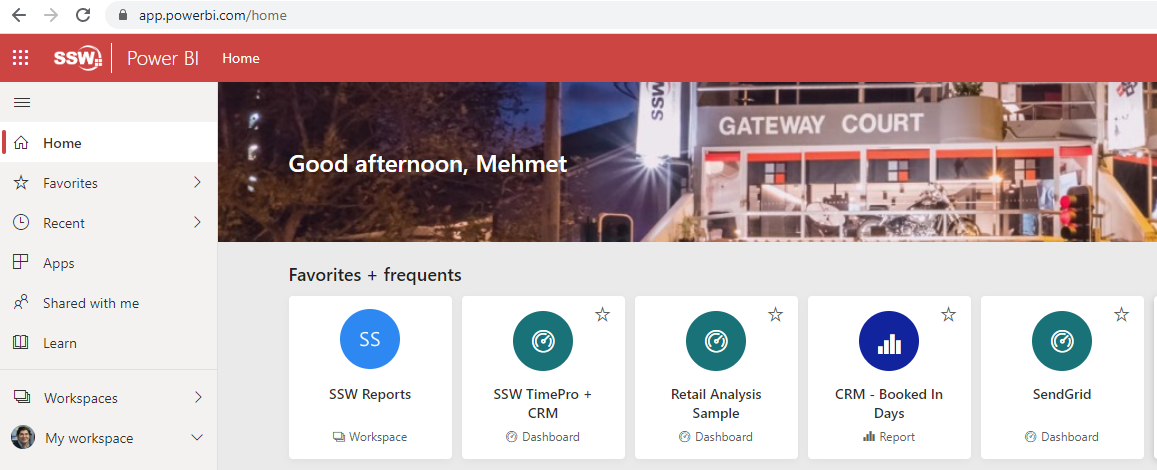 app.powerbi.com/home
SSW Power BI Home
Home
Favorites
Recent
Apps
Shared with me
Learn
Workspaces
My workspace
SSW
GATEWAY COURT
Good afternoon, Mehmet
Favorites + frequents
SS
SSW Reports
Workspace
SSW TimePro +
CRM
Dashboard
Retail Analysis
Sample
Dashboard
CRM - Booked In
Days
Report
SendGrid
Dashboard